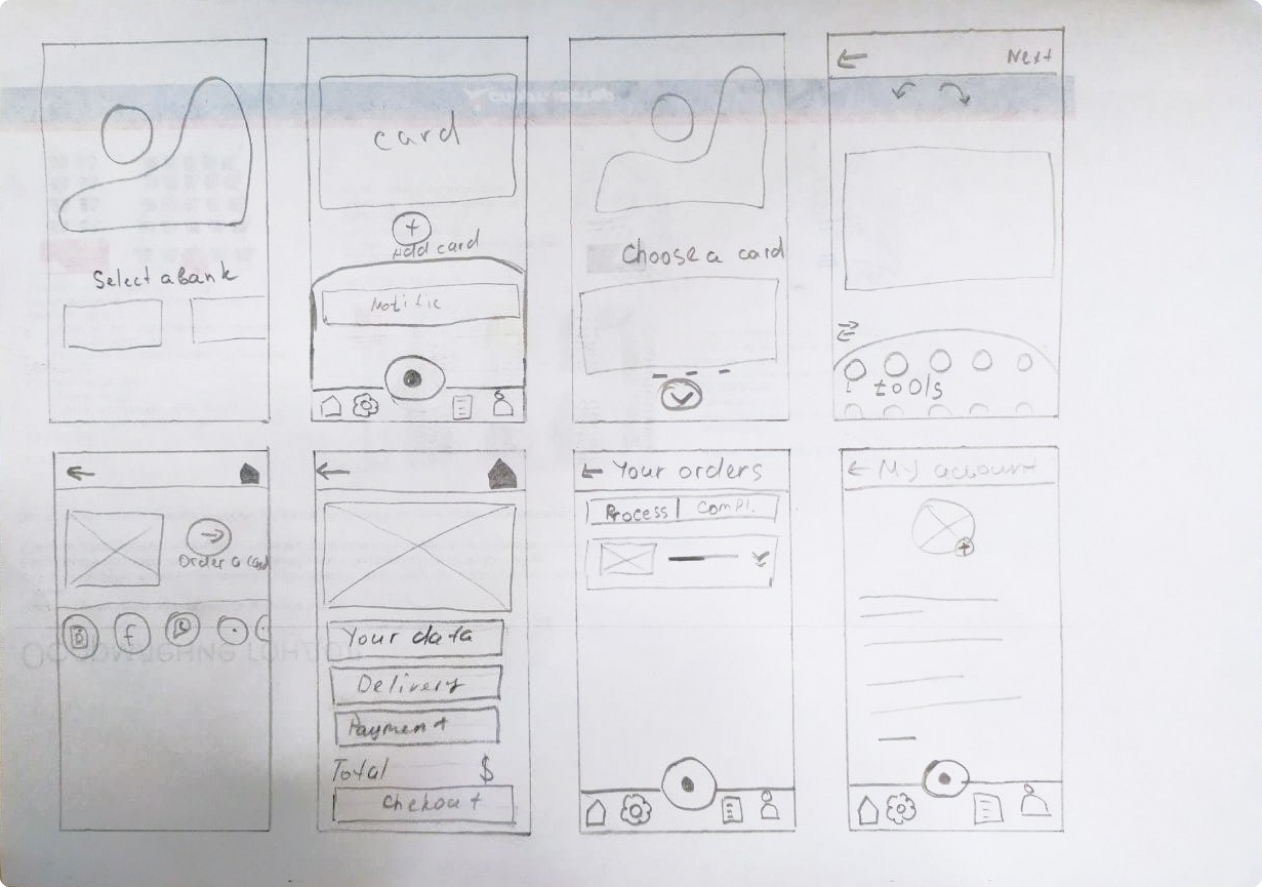 Select a bank
card
Add card
Notific
Choose a card
Next
tools
Order a card
Your data
Delivery
Payment
Total $
Chekout
Your orders
Process Compl.
My account